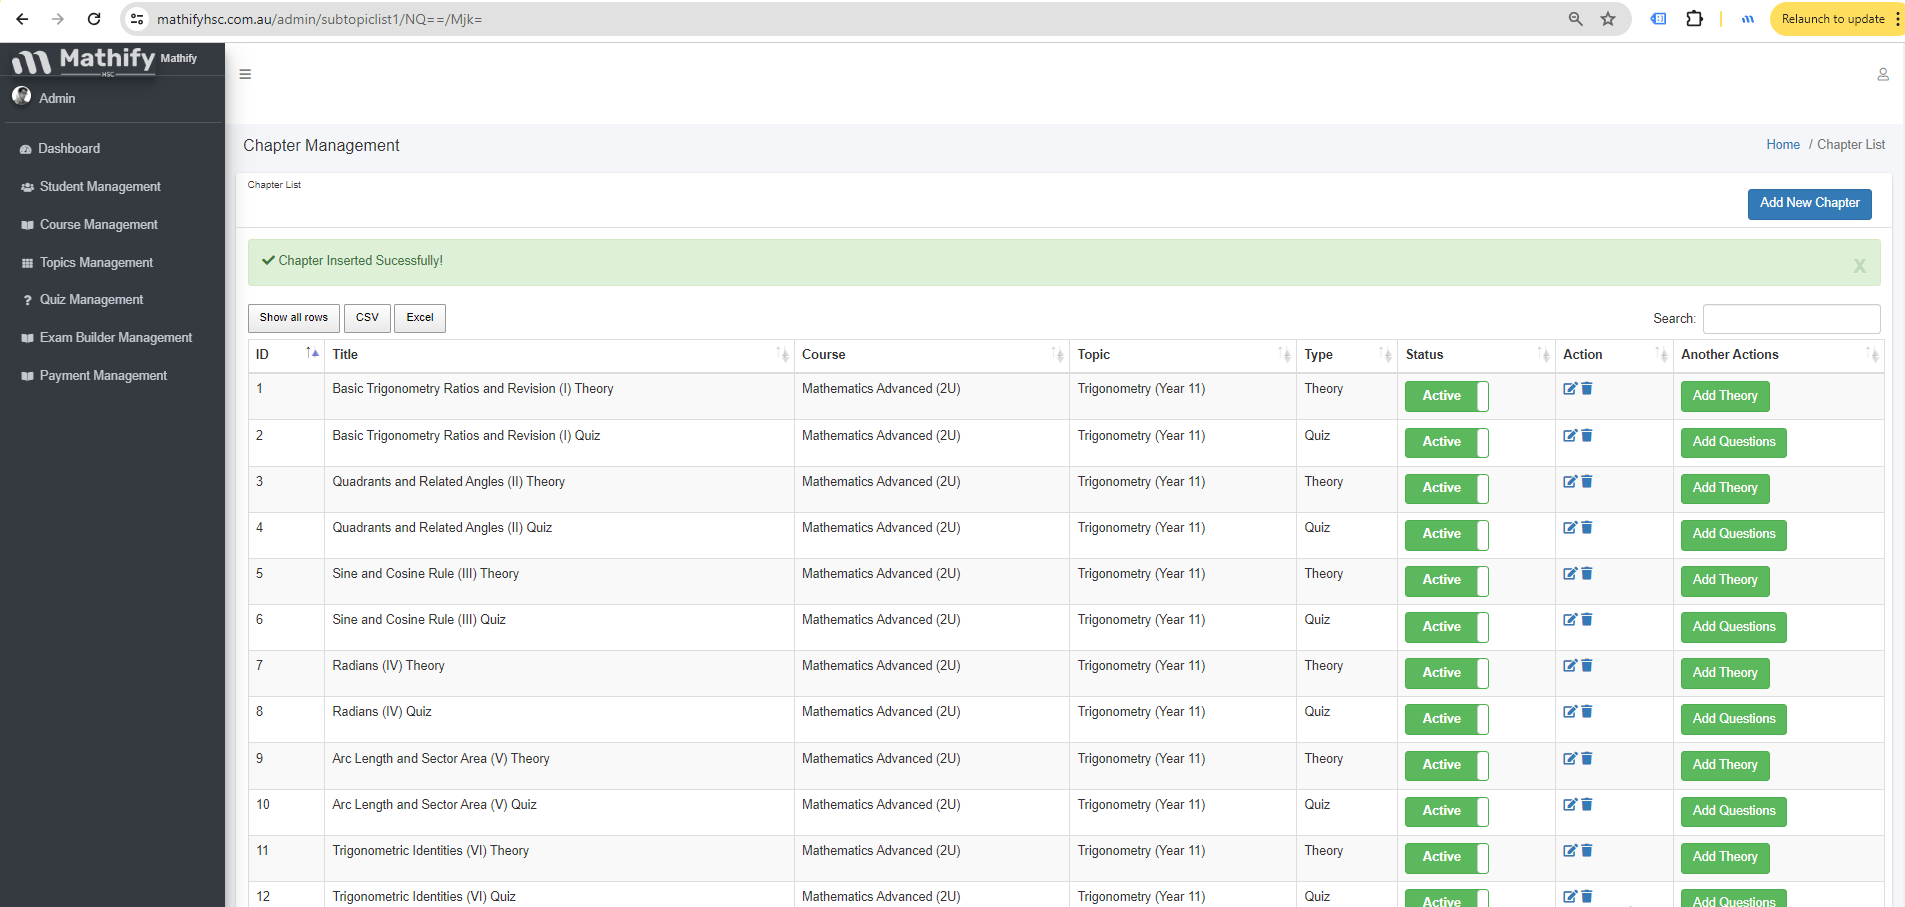 mathifyhsc.com.au/admin/subtopiclist1/NQ==/Mjk=
Relaunch to update
Mathify Mathify
HSC
Admin
Dashboard
Student Management
Course Management
Topics Management
Quiz Management
Exam Builder Management
Payment Management
Chapter Management
Home / Chapter List
Chapter List
Add New Chapter
Chapter Inserted Sucessfully!
X
Show all rows CSV Excel
Search:
ID Title Course Topic Type Status Action Another Actions
1 Basic Trigonometry Ratios and Revision (I) Theory Mathematics Advanced (2U) Trigonometry (Year 11) Theory Active Add Theory
2 Basic Trigonometry Ratios and Revision (I) Quiz Mathematics Advanced (2U) Trigonometry (Year 11) Quiz Active Add Questions
3 Quadrants and Related Angles (II) Theory Mathematics Advanced (2U) Trigonometry (Year 11) Theory Active Add Theory
4 Quadrants and Related Angles (II) Quiz Mathematics Advanced (2U) Trigonometry (Year 11) Quiz Active Add Questions
5 Sine and Cosine Rule (III) Theory Mathematics Advanced (2U) Trigonometry (Year 11) Theory Active Add Theory
6 Sine and Cosine Rule (III) Quiz Mathematics Advanced (2U) Trigonometry (Year 11) Quiz Active Add Questions
7 Radians (IV) Theory Mathematics Advanced (2U) Trigonometry (Year 11) Theory Active Add Theory
8 Radians (IV) Quiz Mathematics Advanced (2U) Trigonometry (Year 11) Quiz Active Add Questions
9 Arc Length and Sector Area (V) Theory Mathematics Advanced (2U) Trigonometry (Year 11) Theory Active Add Theory
10 Arc Length and Sector Area (V) Quiz Mathematics Advanced (2U) Trigonometry (Year 11) Quiz Active Add Questions
11 Trigonometric Identities (VI) Theory Mathematics Advanced (2U) Trigonometry (Year 11) Theory Active Add Theory
12 Trigonometric Identities (VI) Quiz Mathematics Advanced (2U) Trigonometry (Year 11) Quiz Active Add Questions